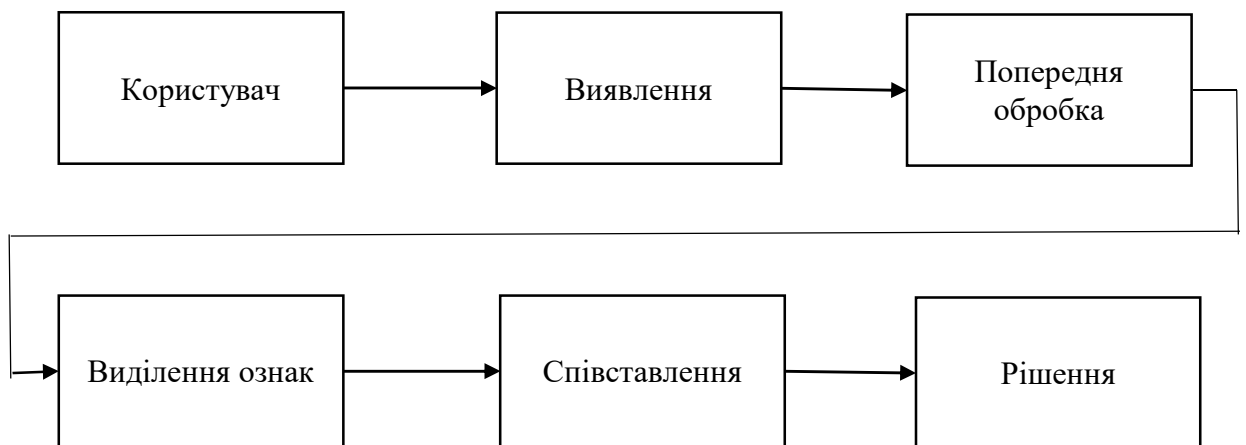 Користувач
Виявлення
Попередня
обробка
Виділення ознак
Співставлення
Рішення